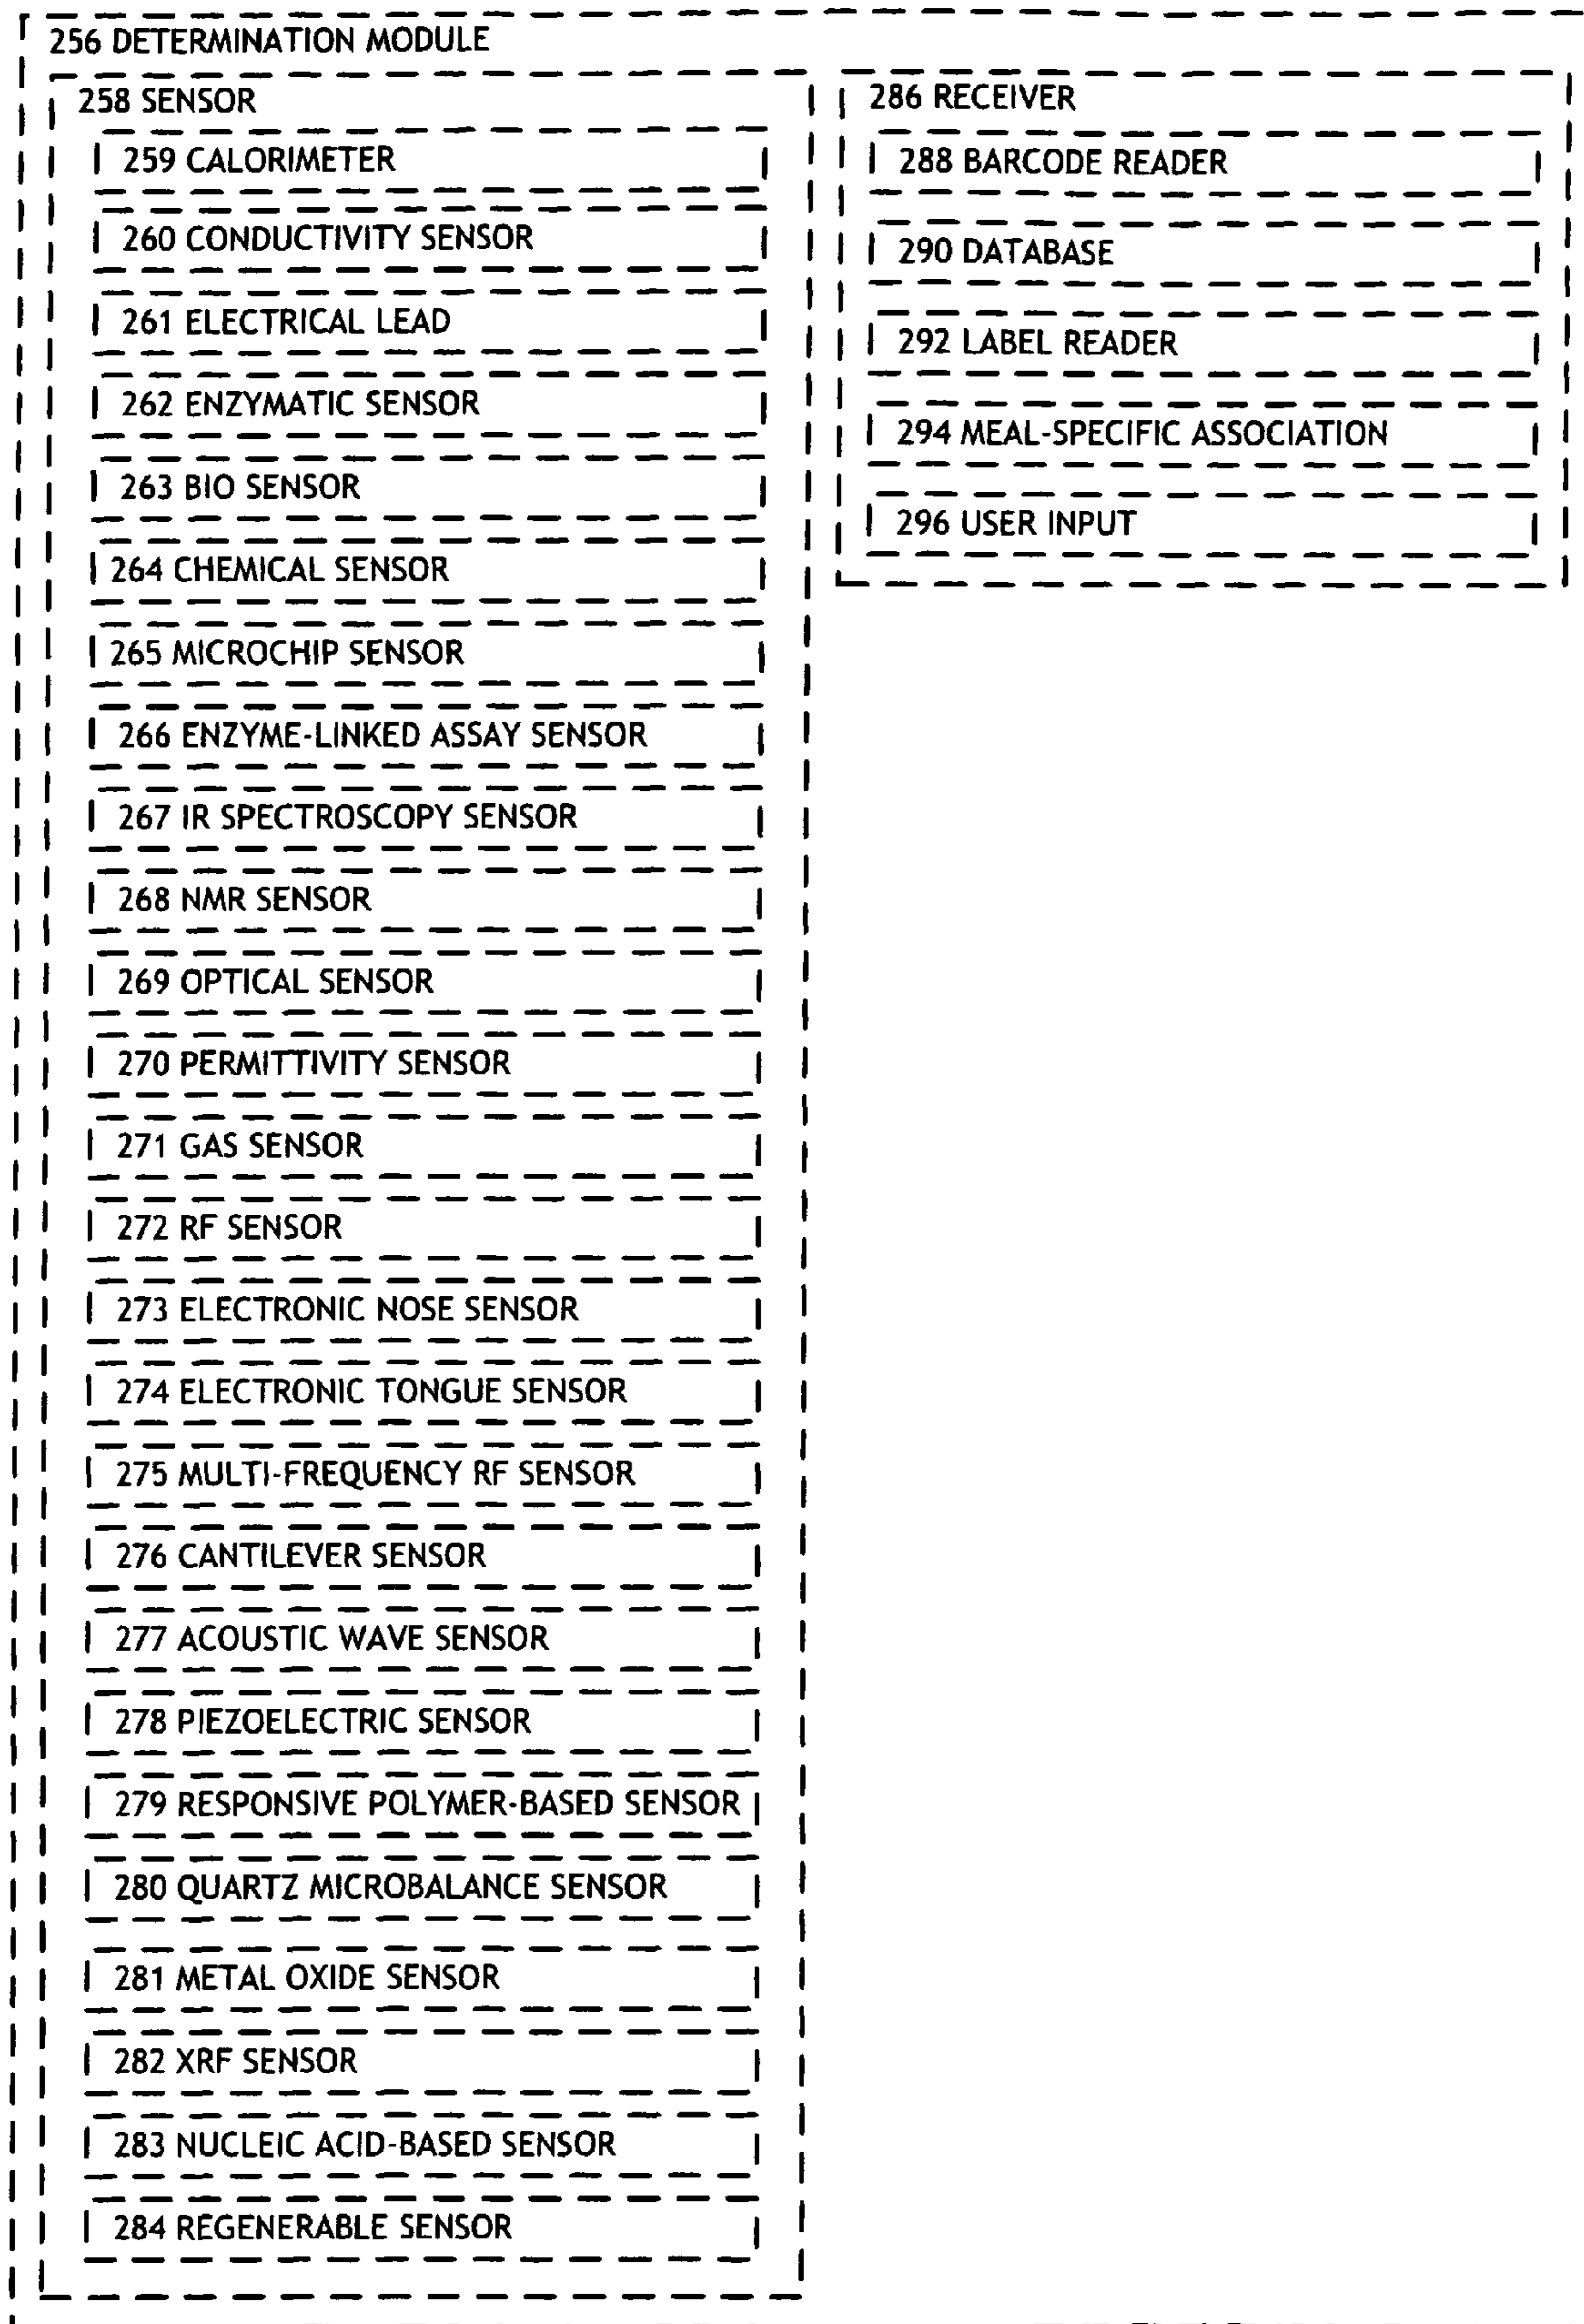 256 DETERMINATION MODULE
258 SENSOR
259 CALORIMETER
260 CONDUCTIVITY SENSOR
261 ELECTRICAL LEAD
262 ENZYMATIC SENSOR
263 BIO SENSOR
264 CHEMICAL SENSOR
265 MICROCHIP SENSOR
266 ENZYME-LINKED ASSAY SENSOR
267 IR SPECTROSCOPY SENSOR
268 NMR SENSOR
269 OPTICAL SENSOR
270 PERMITTIVITY SENSOR
271 GAS SENSOR
272 RF SENSOR
273 ELECTRONIC NOSE SENSOR
274 ELECTRONIC TONGUE SENSOR
275 MULTI-FREQUENCY RF SENSOR
276 CANTILEVER SENSOR
277 ACOUSTIC WAVE SENSOR
278 PIEZOELECTRIC SENSOR
279 RESPONSIVE POLYMER-BASED SENSOR
280 QUARTZ MICROBALANCE SENSOR
281 METAL OXIDE SENSOR
282 XRF SENSOR
283 NUCLEIC ACID-BASED SENSOR
284 REGENERABLE SENSOR
286 RECEIVER
288 BARCODE READER
290 DATABASE
292 LABEL READER
294 MEAL-SPECIFIC ASSOCIATION
296 USER INPUT